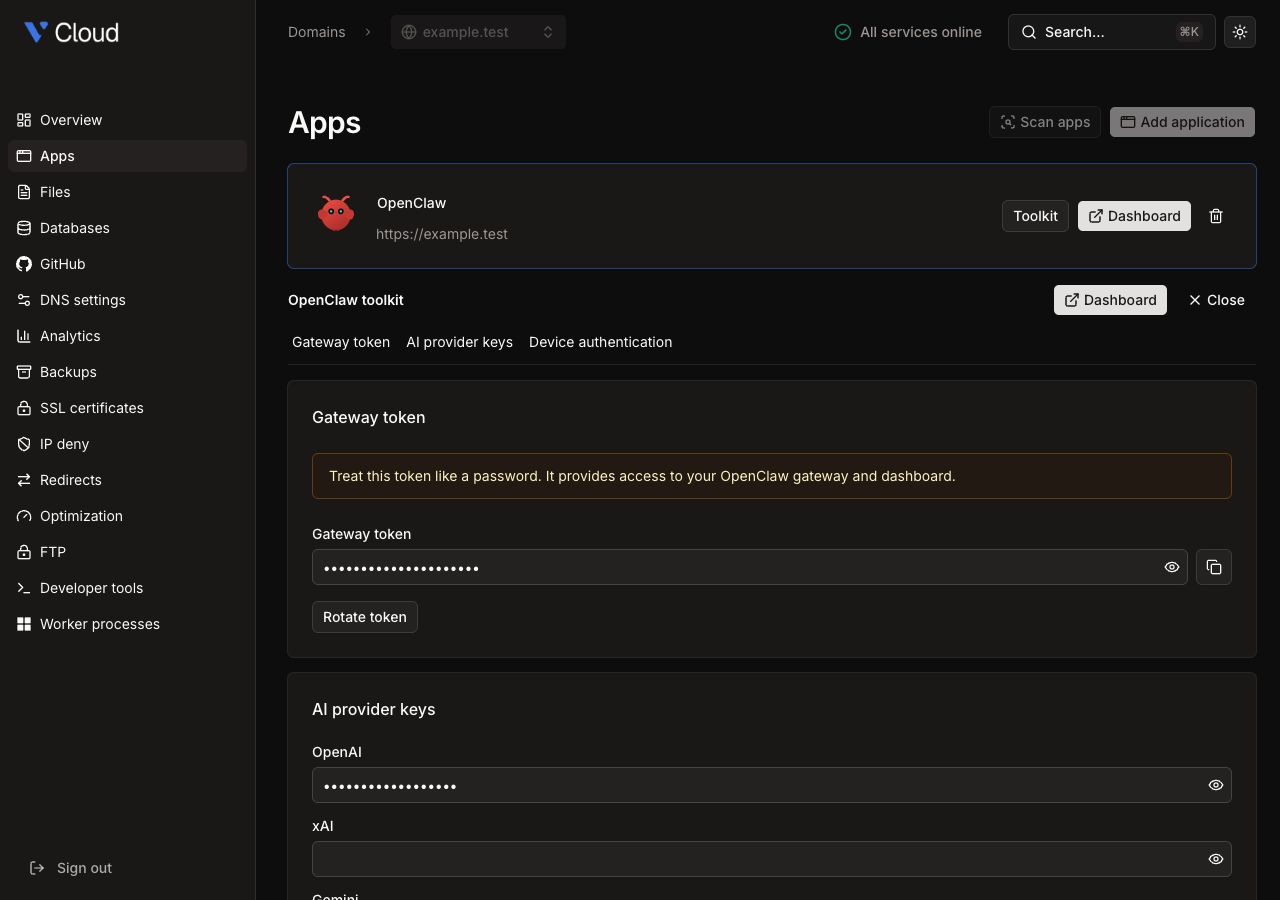 Cloud
Domains
example.test
All services online
Search...
⌘K
Overview
Apps
Files
Databases
GitHub
DNS settings
Analytics
Backups
SSL certificates
IP deny
Redirects
Optimization
FTP
Developer tools
Worker processes
Sign out
Apps
Scan apps
Add application
OpenClaw
https://example.test
Toolkit
Dashboard
OpenClaw toolkit
Dashboard
Close
Gateway token
AI provider keys
Device authentication
Gateway token
Treat this token like a password. It provides access to your OpenClaw gateway and dashboard.
Gateway token
•••••••••••••••••••••
Rotate token
AI provider keys
OpenAI
••••••••••••••••••
xAI
Gemini